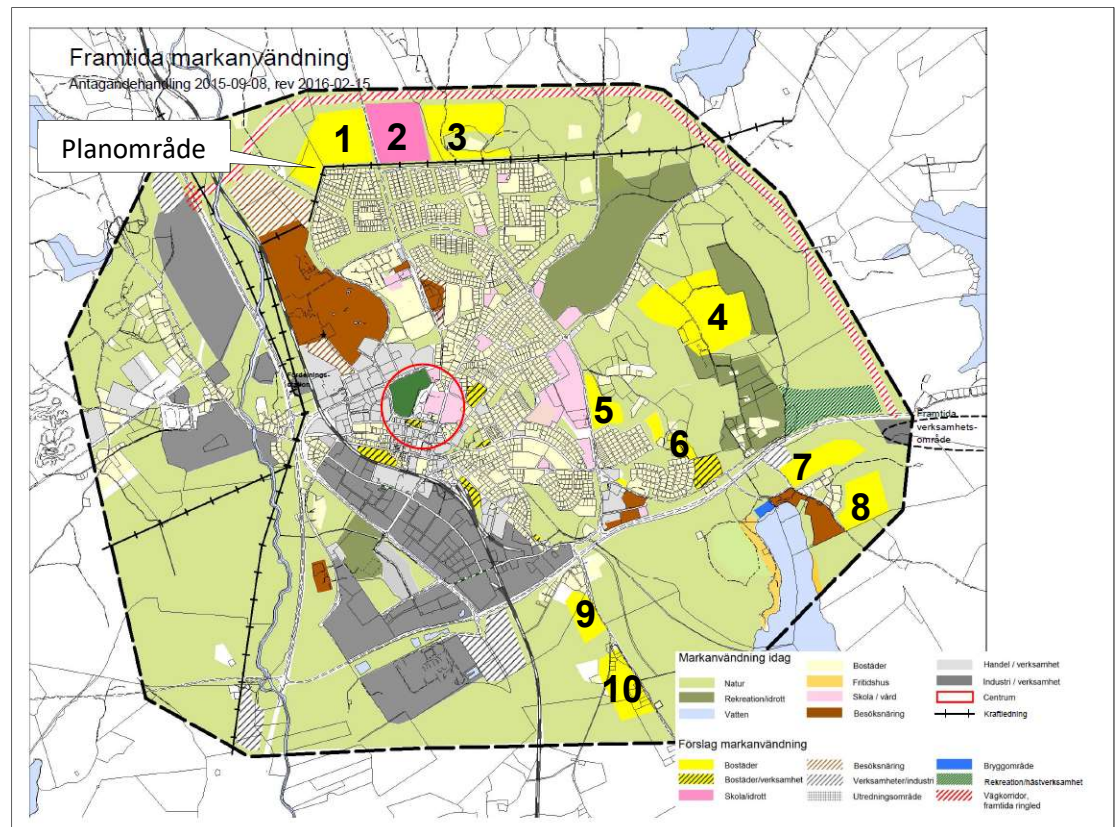 Framtida markanvändning
Antagandehandling 2015-09-08, rev 2016-02-15
Planområde
1
2
3
4
5
6
7
8
9
10
Fördelnings-
station
Framtida
verksamhets-
område
Markanvändning idag
Natur
Rekreation/idrott
Vatten
Bostäder
Fritidshus
Skola / vård
Besöksnäring
Handel / verksamhet
Industri / verksamhet
Centrum
Kraftledning
Förslag markanvändning
Bostäder
Bostäder/verksamhet
Skola/idrott
Besöksnäring
Verksamheter/industri
Utredningsområde
Bryggområde
Rekreation/hästverksamhet
Vägkorridor,
framtida ringled